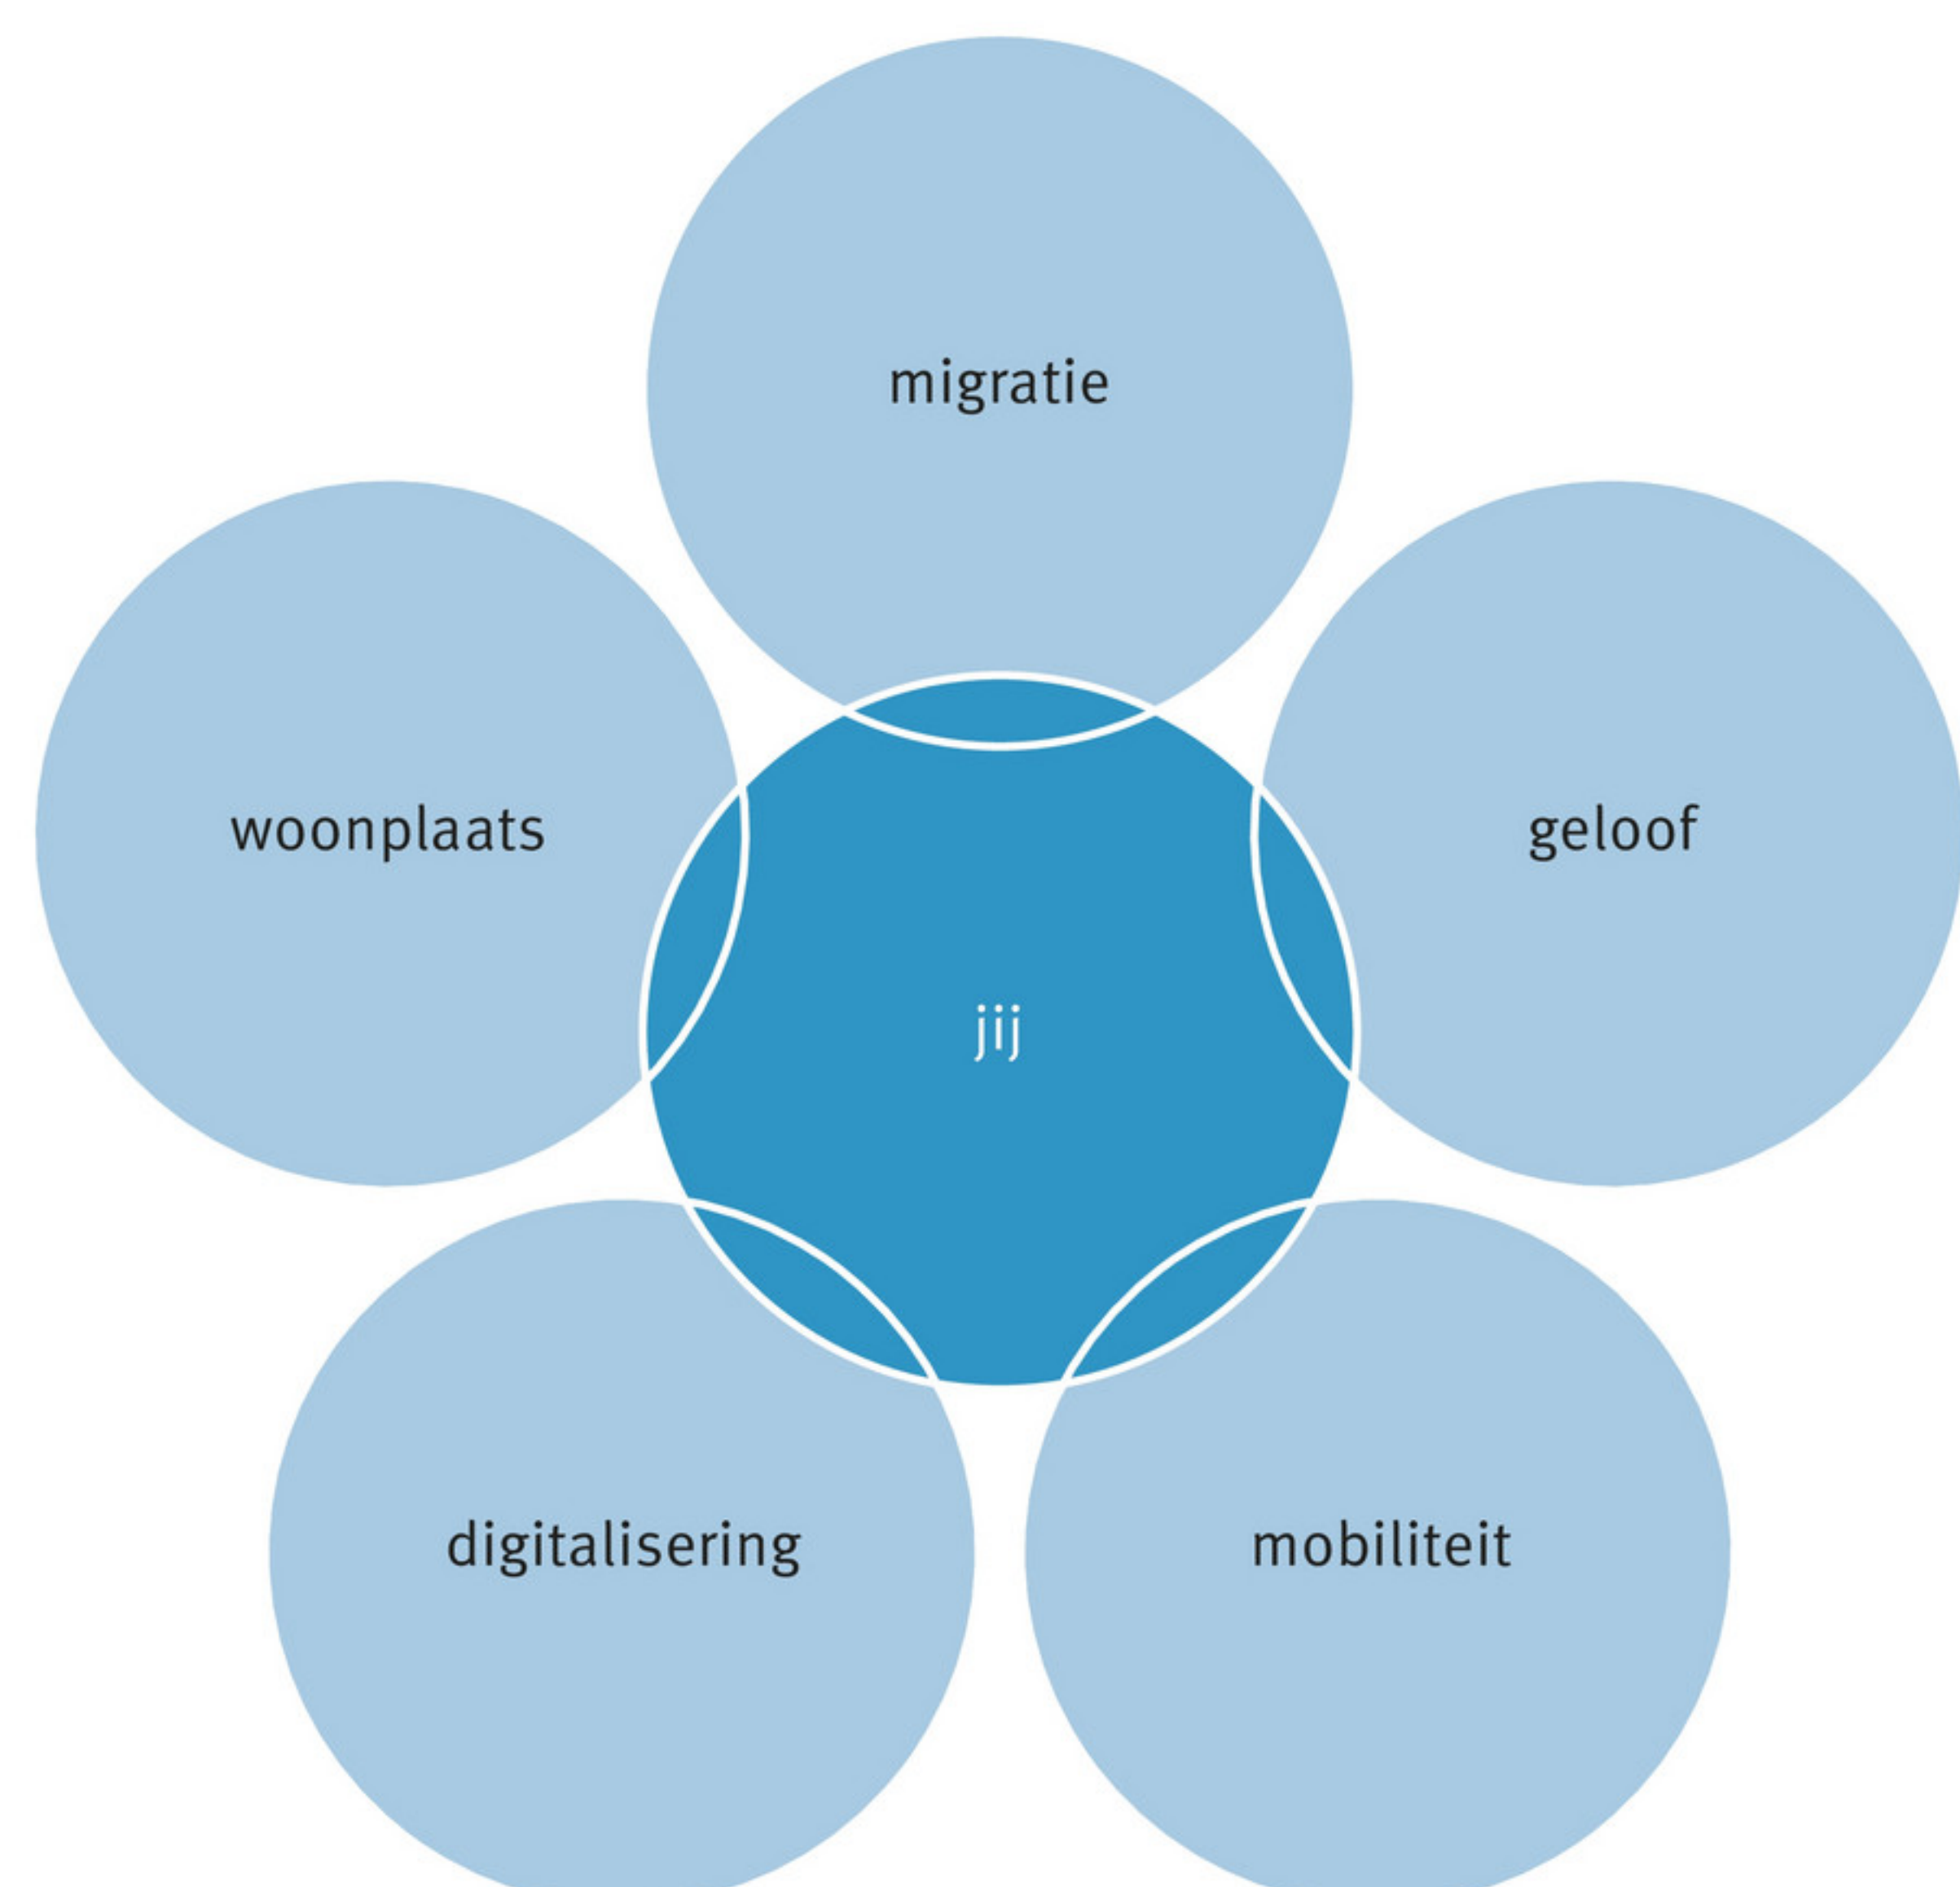 migratie
woonplaats
geloof
jij
digitalisering
mobiliteit